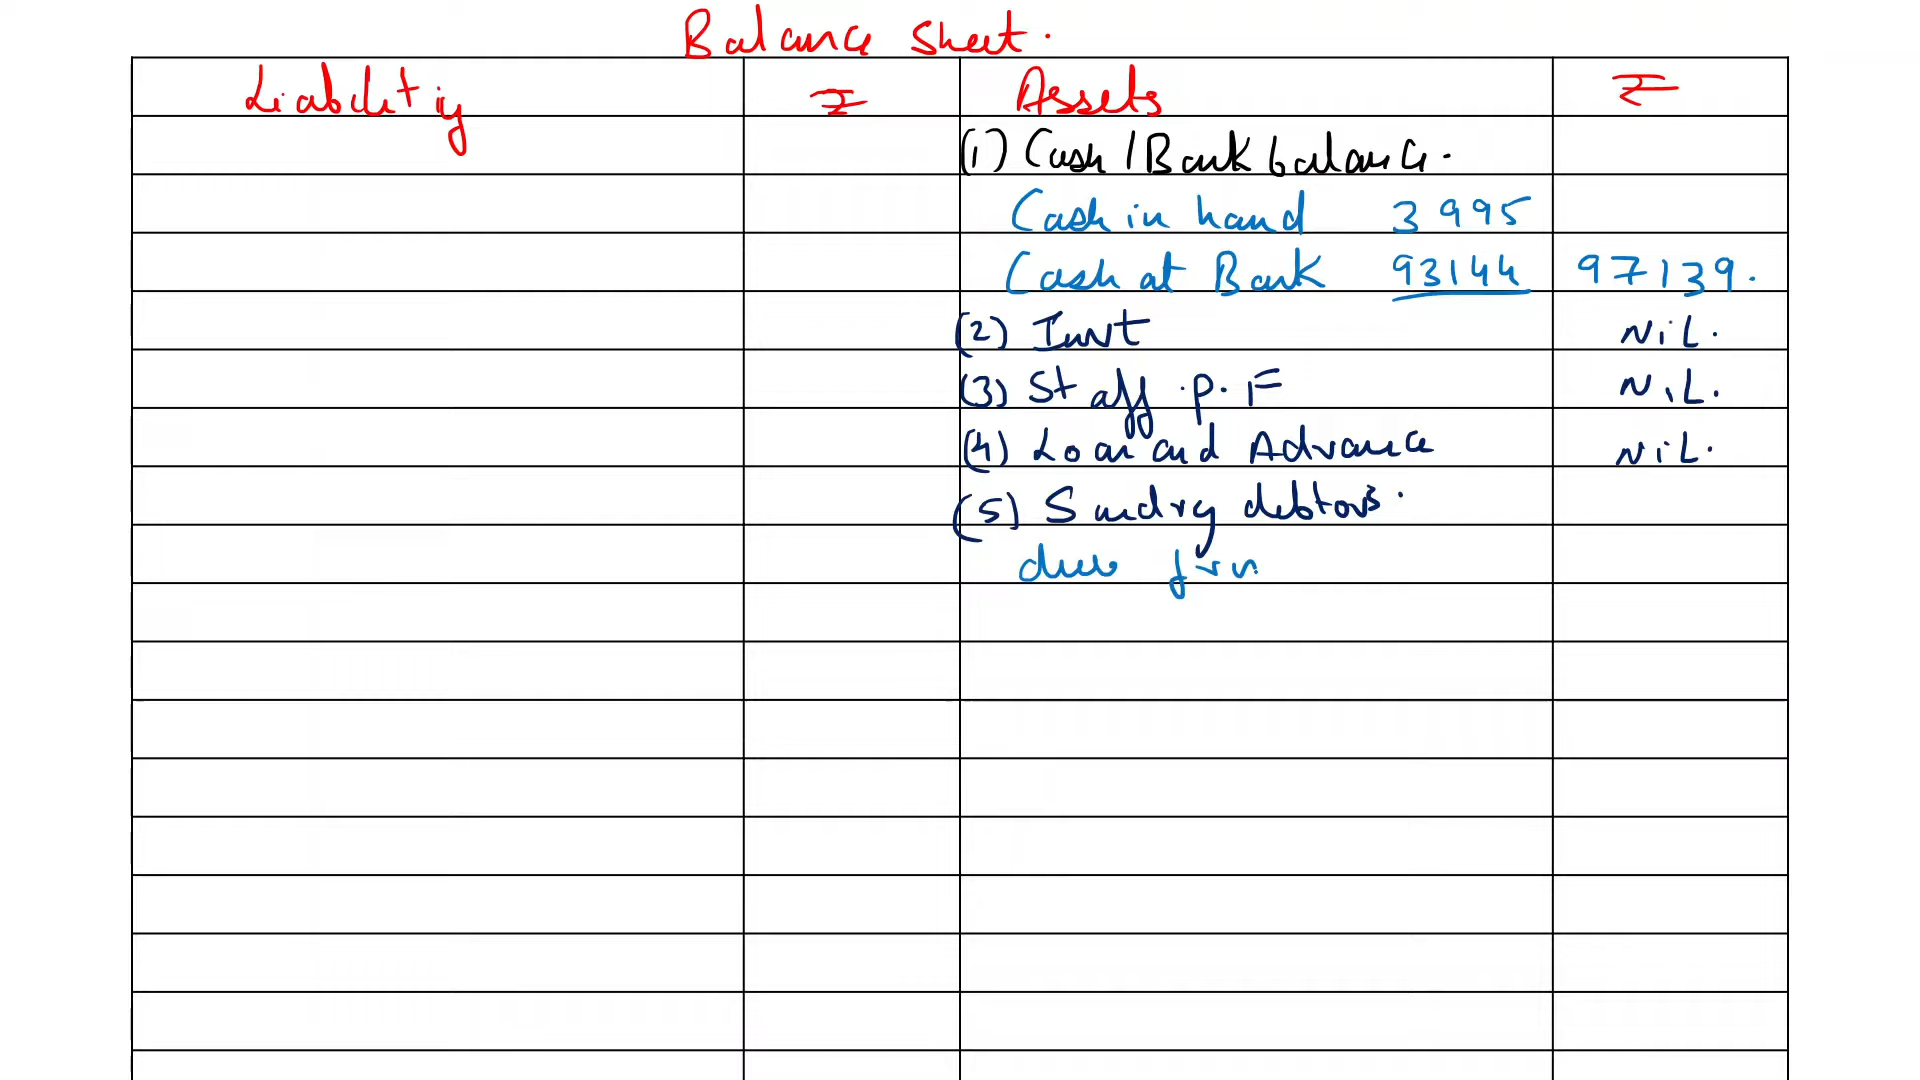 Balance sheet.
Liability ₹ Assets ₹
(1) Cash / Bank balance.
Cash in hand 3995
Cash at Bank 93144 97139.
(2) Invt NiL.
(3) Staff .P.F NiL.
(4) Loan and Advance NiL.
(5) Sundry debtors.
due